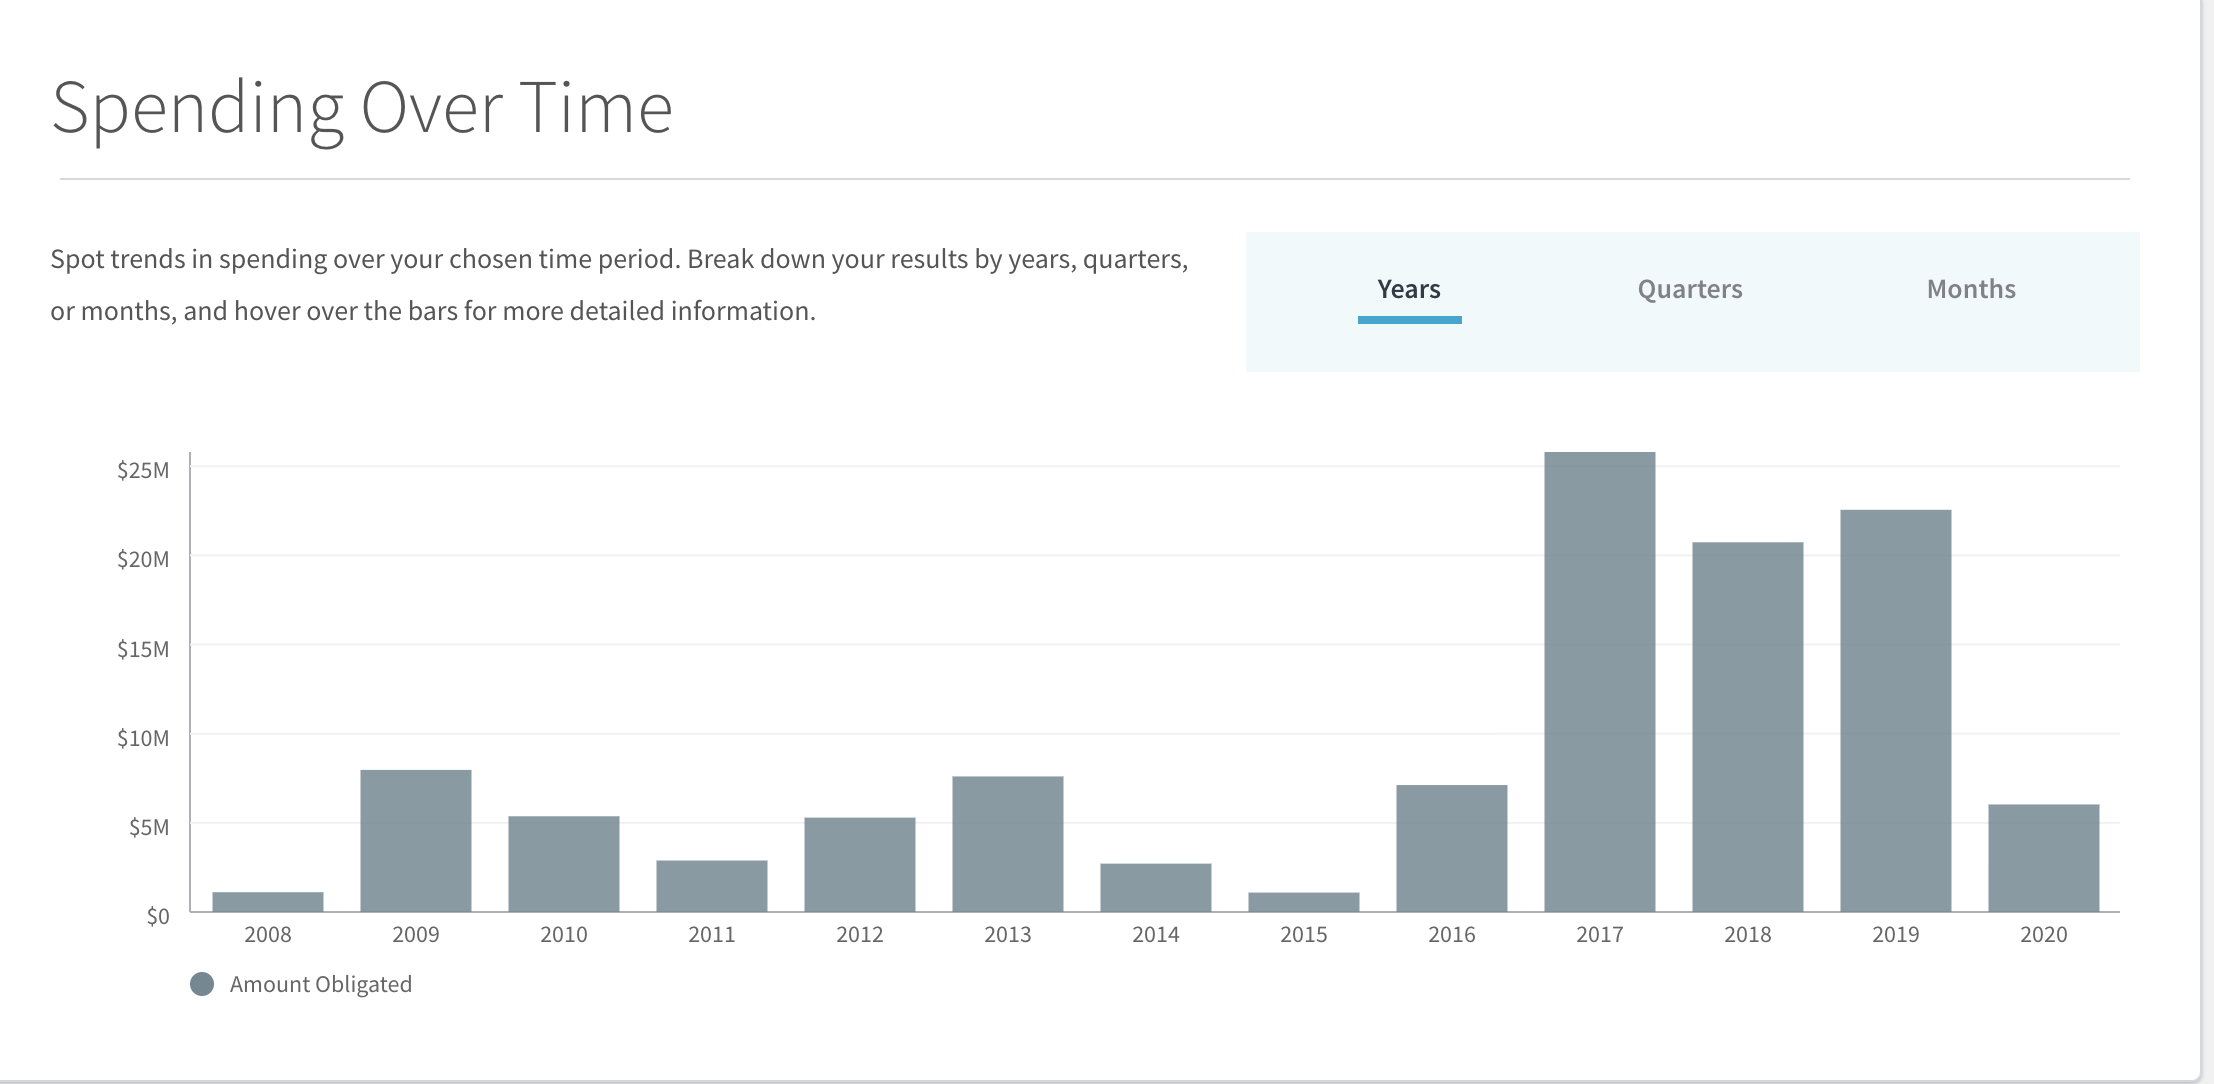 Spending Over Time
Spot trends in spending over your chosen time period. Break down your results by years, quarters,
or months, and hover over the bars for more detailed information.
Years Quarters Months
$25M
$20M
$15M
$10M
$5M
$0
2008 2009 2010 2011 2012 2013 2014 2015 2016 2017 2018 2019 2020
Amount Obligated